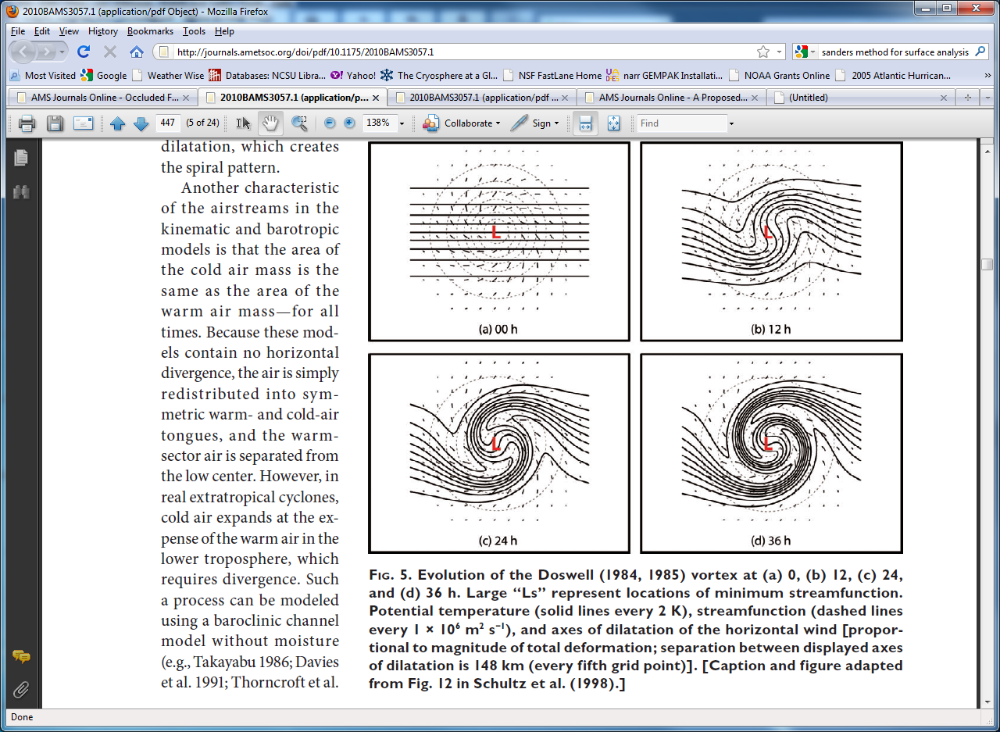 2010BAMS3057.1 (application/pdf Object) - Mozilla Firefox
File Edit View History Bookmarks Tools Help
http://journals.ametsoc.org/doi/pdf/10.1175/2010BAMS3057.1
sanders method for surface analysis
Most Visited Google Weather Wise Databases: NCSU Libra... Yahoo! The Cryosphere at a Gl... NSF FastLane Home narr GEMPAK Installati... NOAA Grants Online 2005 Atlantic Hurrican... »
AMS Journals Online - Occluded F... 2010BAMS3057.1 (application/p... 2010BAMS3057.1 (application/pdf ... AMS Journals Online - A Proposed... (Untitled)
447 (5 of 24) 138% Collaborate Sign Find
dilatation, which creates
the spiral pattern.
Another characteristic
of the airstreams in the
kinematic and barotropic
models is that the area of
the cold air mass is the
same as the area of the
warm air mass—for all
times. Because these mod-
els contain no horizontal
divergence, the air is simply
redistributed into sym-
metric warm- and cold-air
tongues, and the warm-
sector air is separated from
the low center. However, in
real extratropical cyclones,
cold air expands at the ex-
pense of the warm air in the
lower troposphere, which
requires divergence. Such
a process can be modeled
using a baroclinic channel
model without moisture
(e.g., Takayabu 1986; Davies
et al. 1991; Thorncroft et al.
L
(a) 00 h
L
(b) 12 h
L
(c) 24 h
L
(d) 36 h
Fig. 5. Evolution of the Doswell (1984, 1985) vortex at (a) 0, (b) 12, (c) 24,
and (d) 36 h. Large “Ls” represent locations of minimum streamfunction.
Potential temperature (solid lines every 2 K), streamfunction (dashed lines
every 1 × 10⁶ m² s⁻¹), and axes of dilatation of the horizontal wind [propor-
tional to magnitude of total deformation; separation between displayed axes
of dilatation is 148 km (every fifth grid point)]. [Caption and figure adapted
from Fig. 12 in Schultz et al. (1998).]
Done